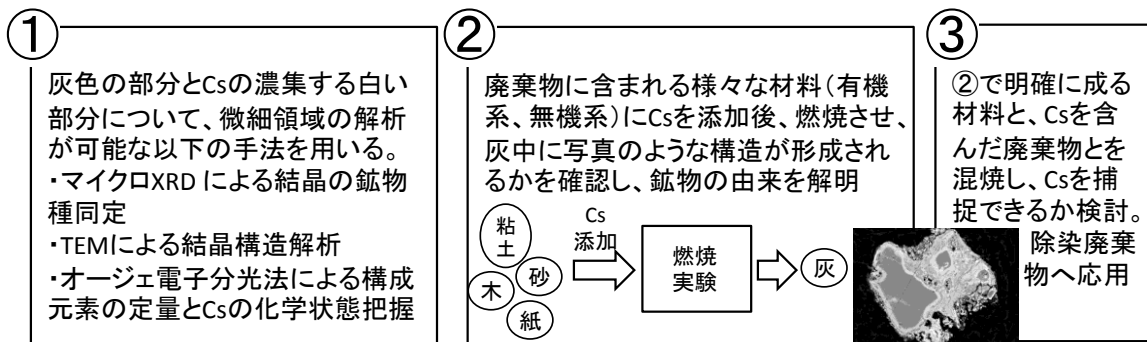 ①
灰色の部分とCsの濃集する白い
部分について、微細領域の解析
が可能な以下の手法を用いる。
・マイクロXRD による結晶の鉱物
種同定
・TEMによる結晶構造解析
・オージェ電子分光法による構成
元素の定量とCsの化学状態把握
②
廃棄物に含まれる様々な材料（有機
系、無機系）にCsを添加後、燃焼させ、
灰中に写真のような構造が形成され
るかを確認し、鉱物の由来を解明
粘
土
砂
木
紙
Cs
添加
燃焼
実験
灰
③
②で明確に成る
材料と、Csを含
んだ廃棄物とを
混焼し、Csを捕
捉できるか検討。
除染廃棄
物へ応用